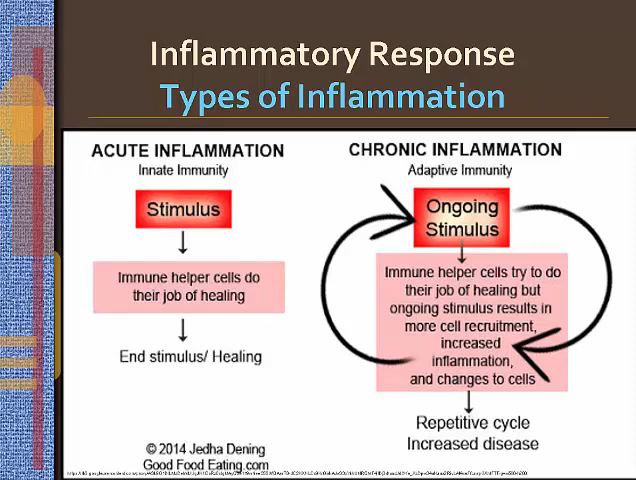 Inflammatory Response
Types of Inflammation
ACUTE INFLAMMATION
Innate Immunity
Stimulus
Immune helper cells do
their job of healing
End stimulus/ Healing
CHRONIC INFLAMMATION
Adaptive Immunity
Ongoing
Stimulus
Immune helper cells try to do
their job of healing but
ongoing stimulus results in
more cell recruitment,
increased
inflammation,
and changes to cells
Repetitive cycle
Increased disease
© 2014 Jedha Dening
Good Food Eating.com